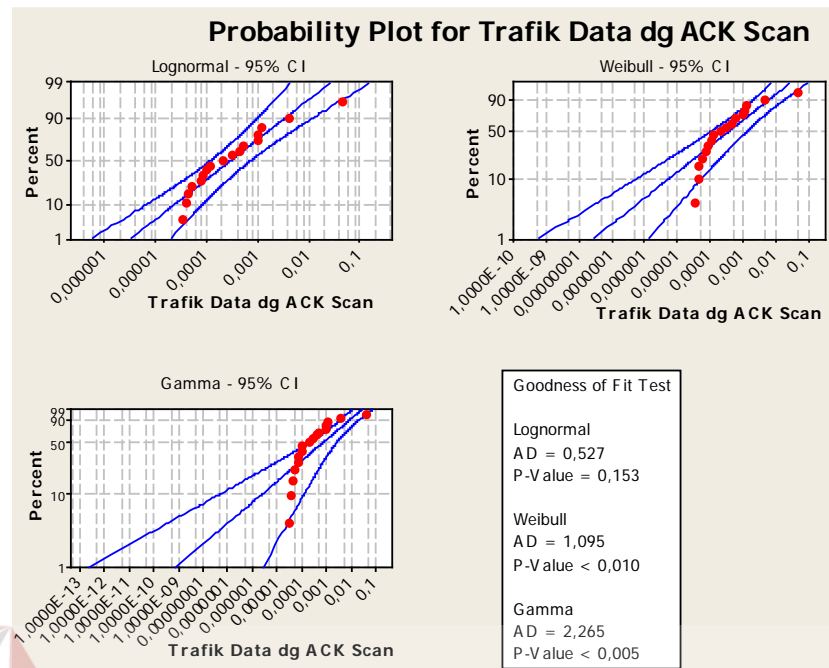 Probability Plot for Trafik Data dg ACK Scan
Lognormal - 95% CI
99
90
50
10
1
Percent
0,000001
0,00001
0,0001
0,001
0,01
0,1
Trafik Data dg ACK Scan
Weibull - 95% CI
90
50
10
1
Percent
1,0000E-10
1,0000E-09
0,00000001
0,0000001
0,000001
0,00001
0,0001
0,001
0,01
0,1
Trafik Data dg ACK Scan
Gamma - 95% CI
99
90
50
10
1
Percent
1,0000E-13
1,0000E-12
1,0000E-11
1,0000E-10
1,0000E-09
0,00000001
0,0000001
0,000001
0,00001
0,0001
0,001
0,01
0,1
Trafik Data dg ACK Scan
Goodness of Fit Test
Lognormal
AD = 0,527
P-Value = 0,153
Weibull
AD = 1,095
P-Value < 0,010
Gamma
AD = 2,265
P-Value < 0,005